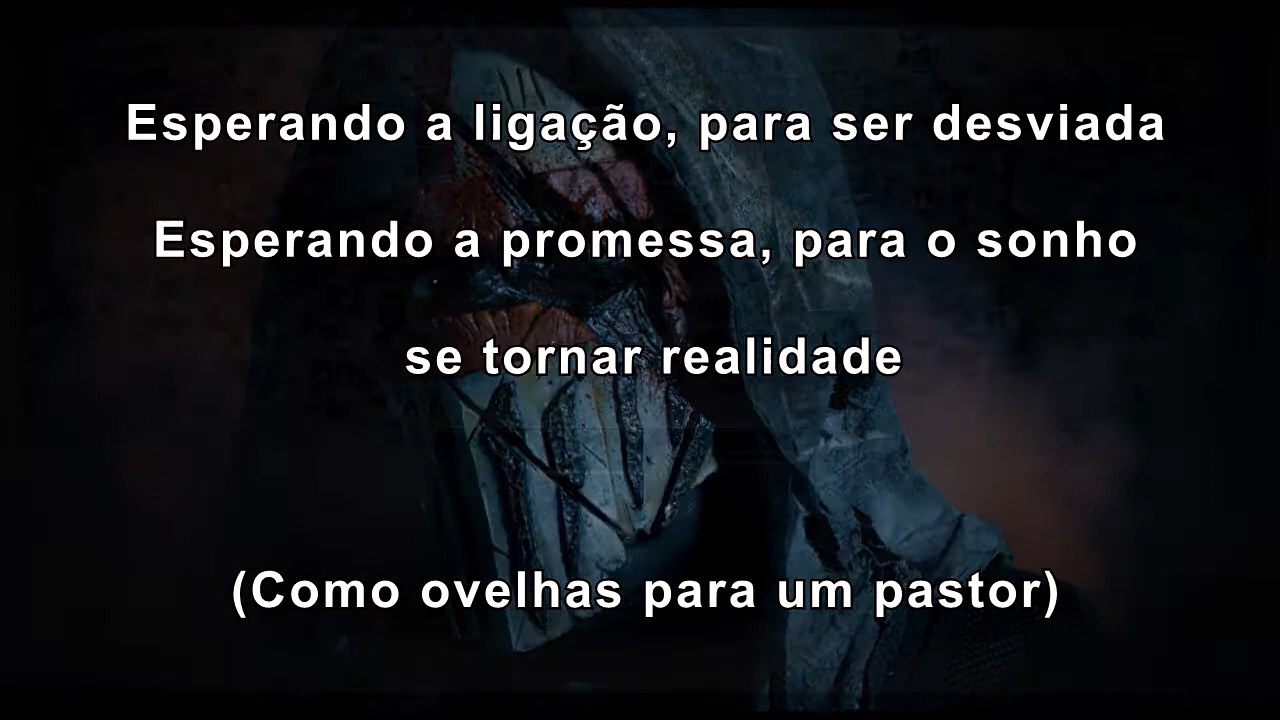 Esperando a ligação, para ser desviada
Esperando a promessa, para o sonho
se tornar realidade
(Como ovelhas para um pastor)